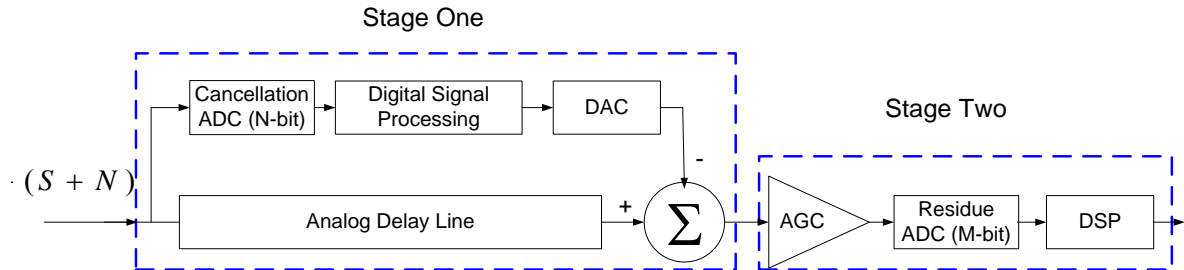 Stage One
Cancellation
ADC (N-bit)
Digital Signal
Processing
DAC
Stage Two
-
· (S + N)
Analog Delay Line
+
Σ
AGC
Residue
ADC (M-bit)
DSP